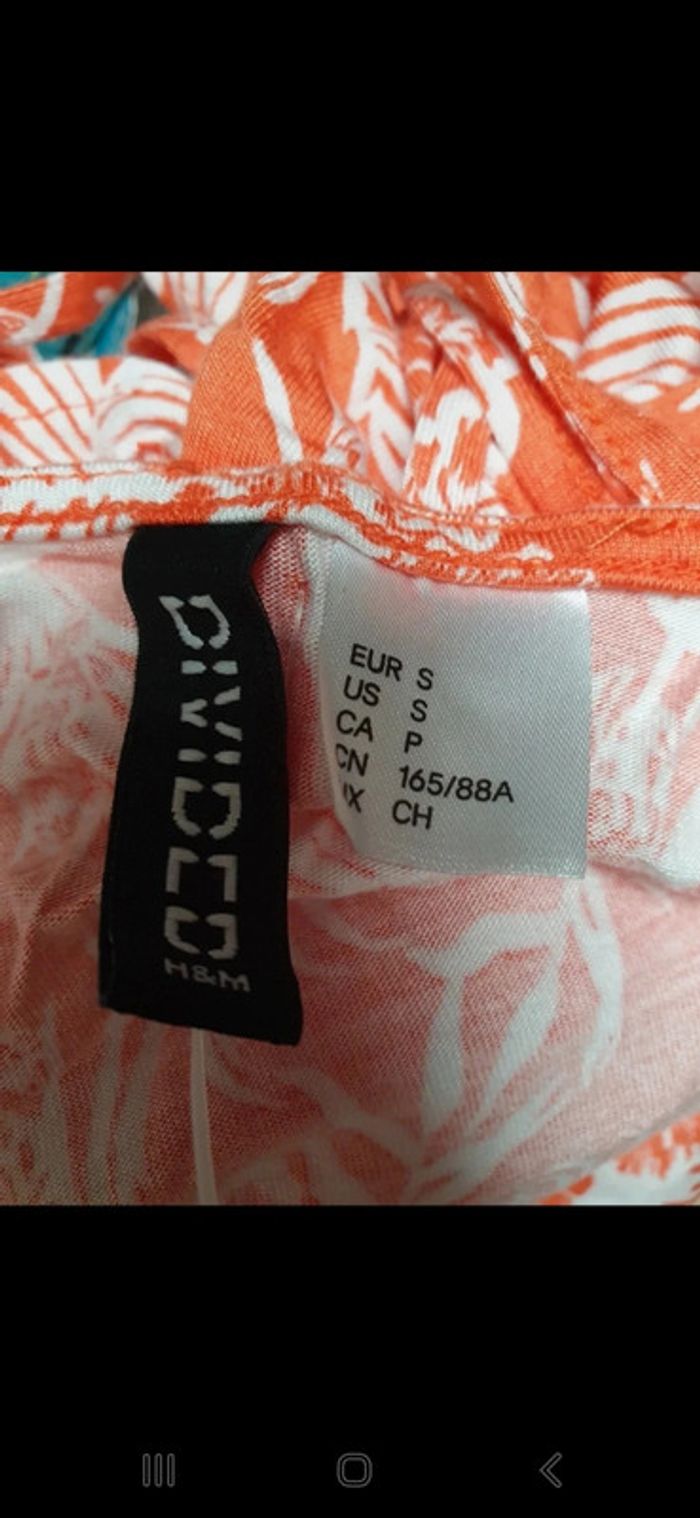 DIVIDED
H&M
EUR S
US S
CA P
CN 165/88A
X CH